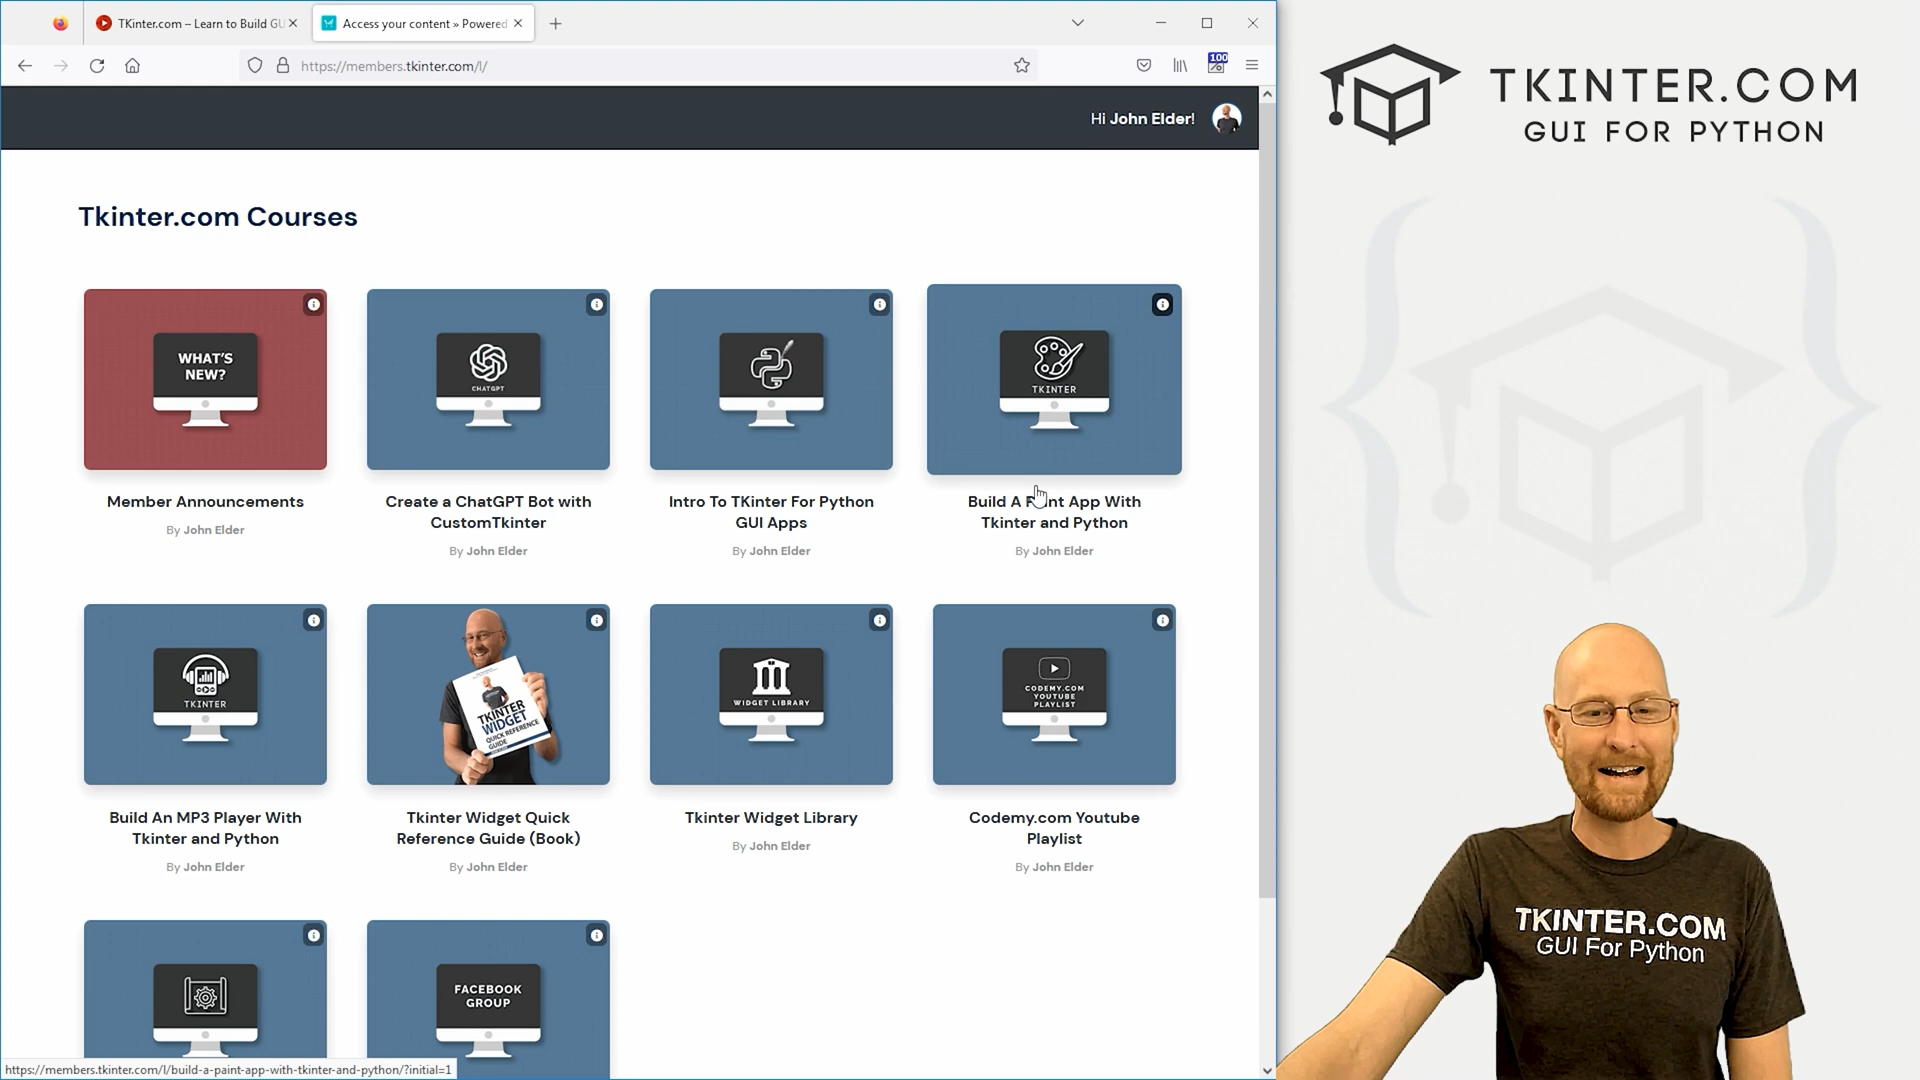 TKinter.com – Learn to Build GU
Access your content » Powered
https://members.tkinter.com/l/
100
Hi John Elder!
Tkinter.com Courses
WHAT'S
NEW?
Member Announcements
By John Elder
CHATGPT
Create a ChatGPT Bot with
CustomTkinter
By John Elder
Intro To TKinter For Python
GUI Apps
By John Elder
TKINTER
Build A Paint App With
Tkinter and Python
By John Elder
TKINTER
Build An MP3 Player With
Tkinter and Python
By John Elder
TKINTER
WIDGET
QUICK REFERENCE
GUIDE
Tkinter Widget Quick
Reference Guide (Book)
By John Elder
WIDGET LIBRARY
Tkinter Widget Library
By John Elder
CODEMY.COM
YOUTUBE
PLAYLIST
Codemy.com Youtube
Playlist
By John Elder
FACEBOOK
GROUP
https://members.tkinter.com/l/build-a-paint-app-with-tkinter-and-python/?initial=1
TKINTER.COM
GUI FOR PYTHON
TKINTER.COM
GUI For Python